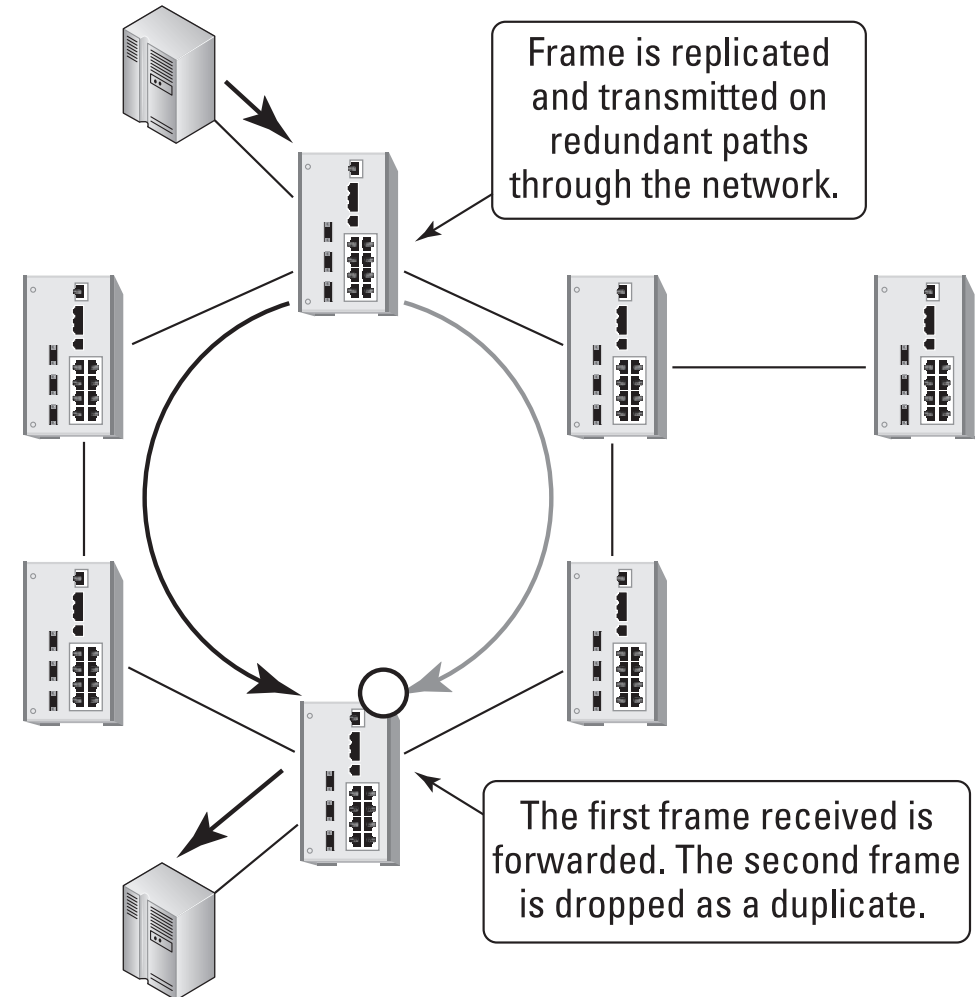 Frame is replicated
and transmitted on
redundant paths
through the network.
The first frame received is
forwarded. The second frame
is dropped as a duplicate.